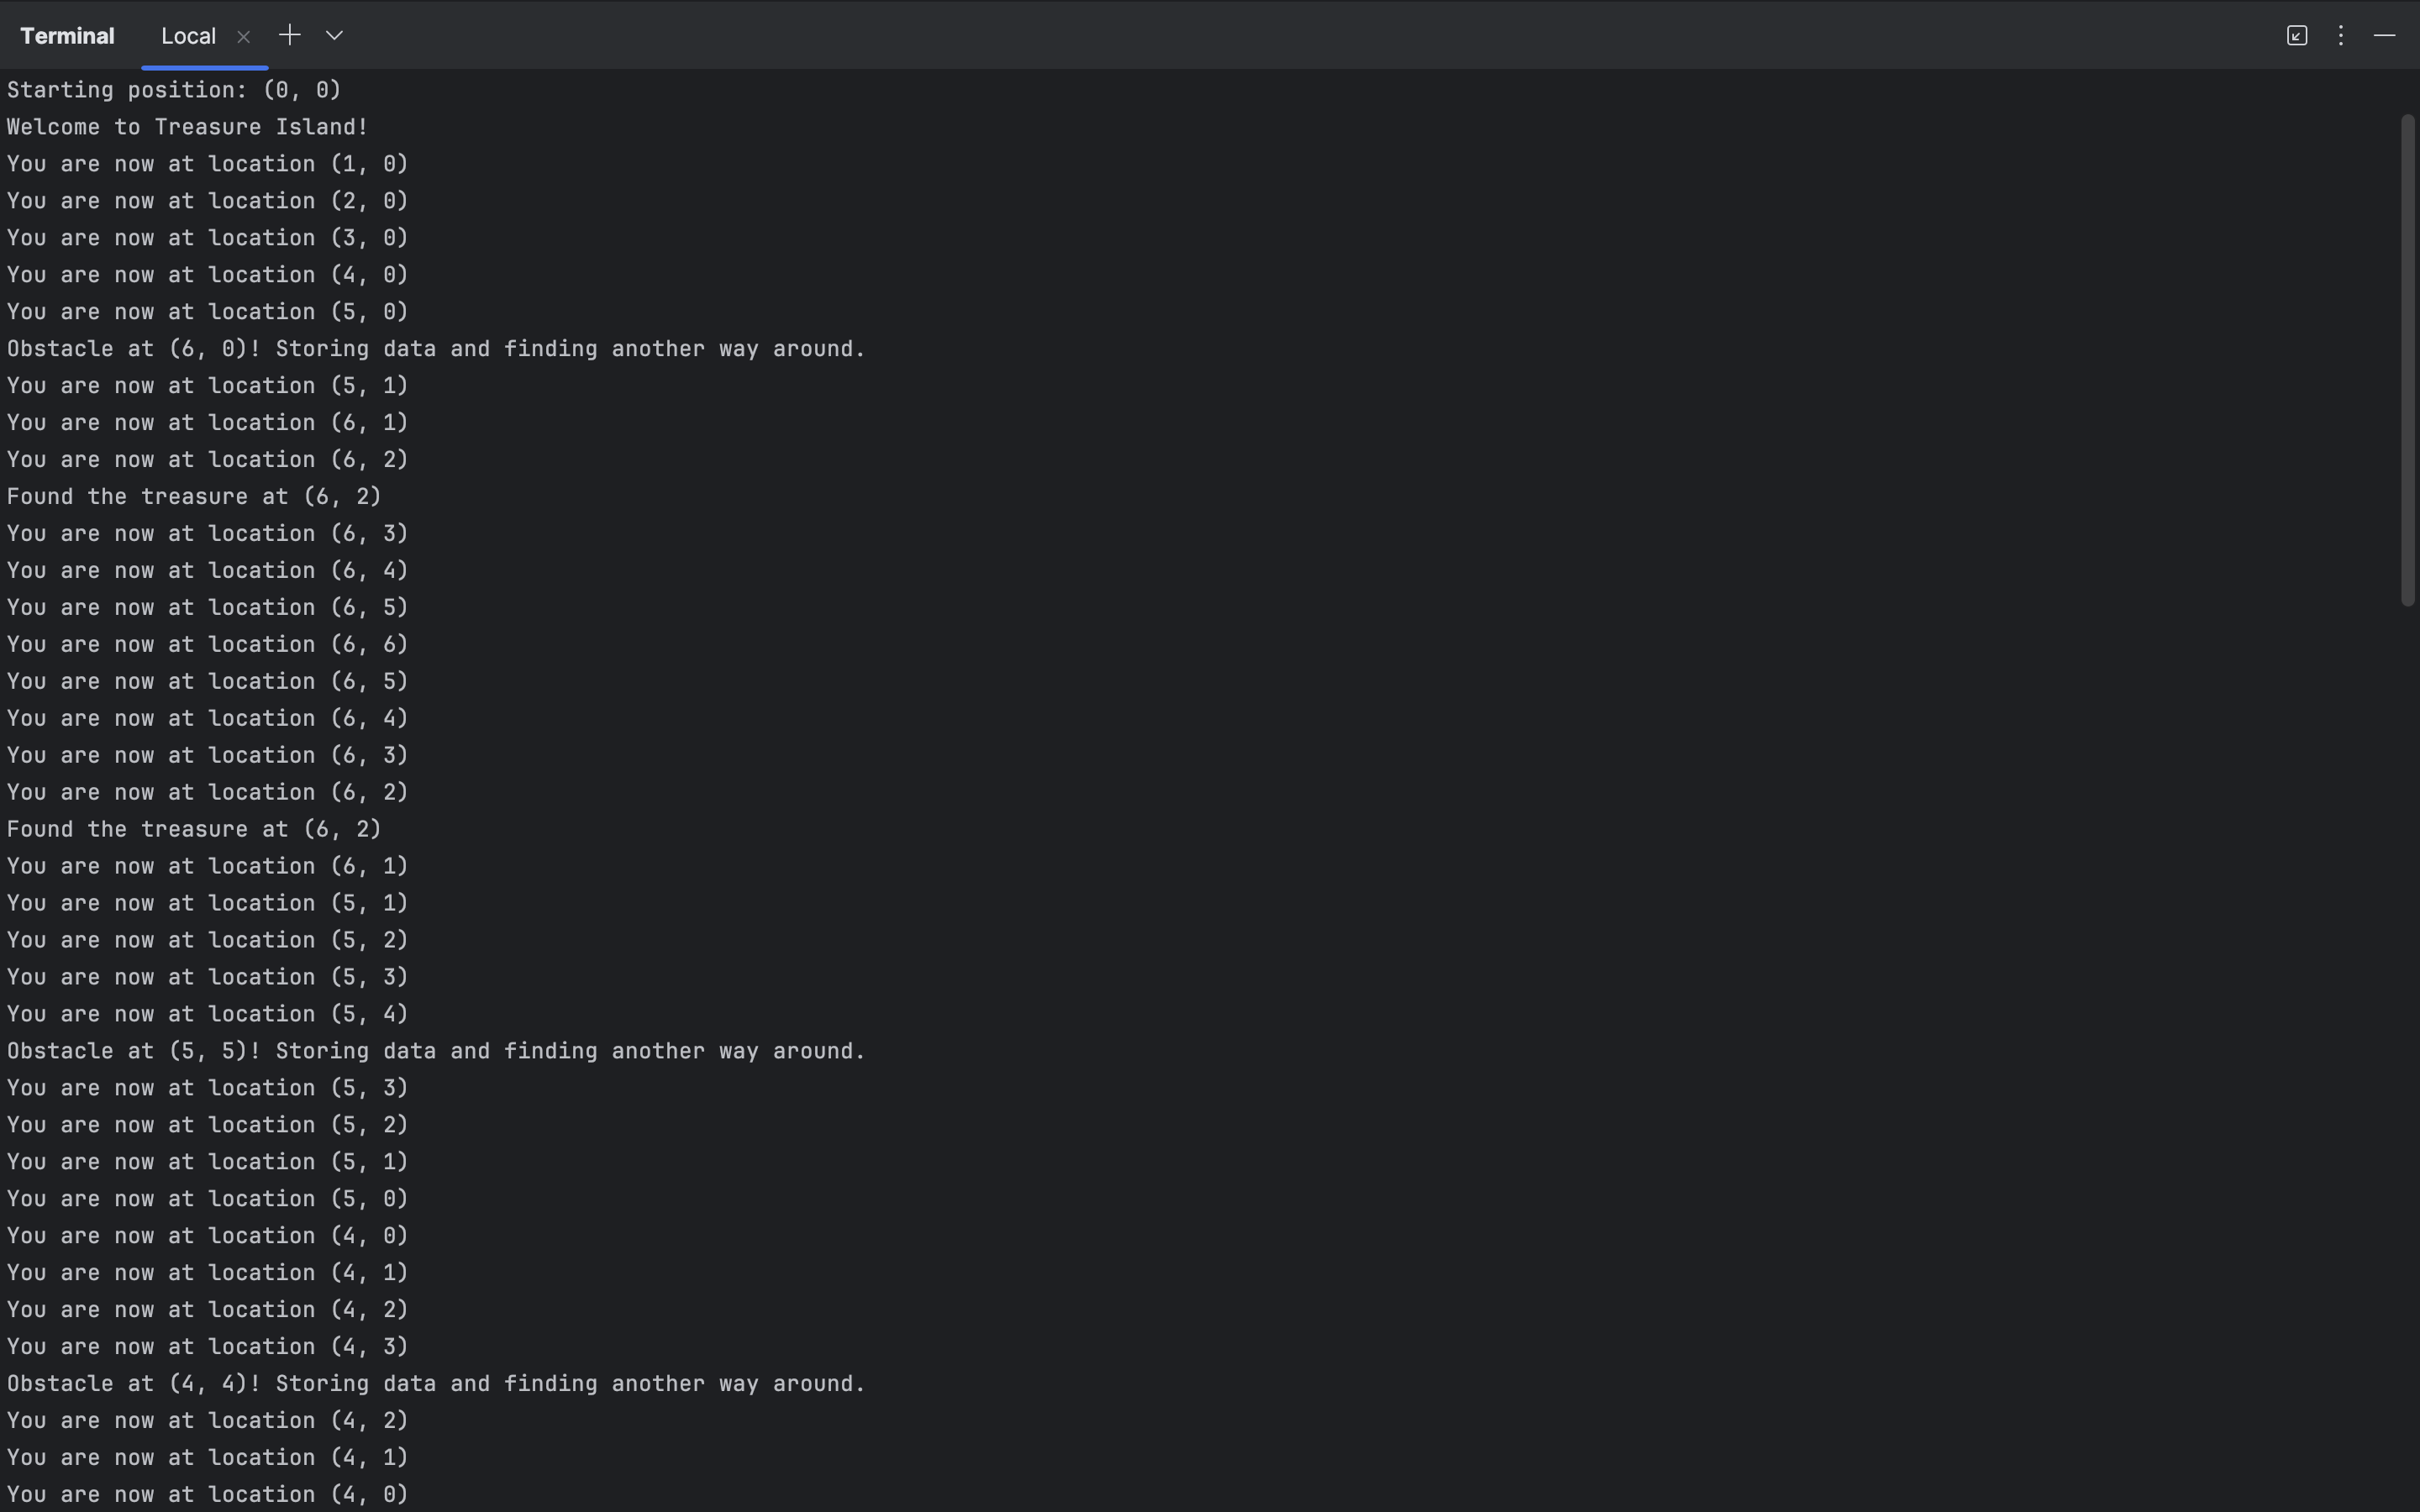 Terminal Local
Starting position: (0, 0)
Welcome to Treasure Island!
You are now at location (1, 0)
You are now at location (2, 0)
You are now at location (3, 0)
You are now at location (4, 0)
You are now at location (5, 0)
Obstacle at (6, 0)! Storing data and finding another way around.
You are now at location (5, 1)
You are now at location (6, 1)
You are now at location (6, 2)
Found the treasure at (6, 2)
You are now at location (6, 3)
You are now at location (6, 4)
You are now at location (6, 5)
You are now at location (6, 6)
You are now at location (6, 5)
You are now at location (6, 4)
You are now at location (6, 3)
You are now at location (6, 2)
Found the treasure at (6, 2)
You are now at location (6, 1)
You are now at location (5, 1)
You are now at location (5, 2)
You are now at location (5, 3)
You are now at location (5, 4)
Obstacle at (5, 5)! Storing data and finding another way around.
You are now at location (5, 3)
You are now at location (5, 2)
You are now at location (5, 1)
You are now at location (5, 0)
You are now at location (4, 0)
You are now at location (4, 1)
You are now at location (4, 2)
You are now at location (4, 3)
Obstacle at (4, 4)! Storing data and finding another way around.
You are now at location (4, 2)
You are now at location (4, 1)
You are now at location (4, 0)